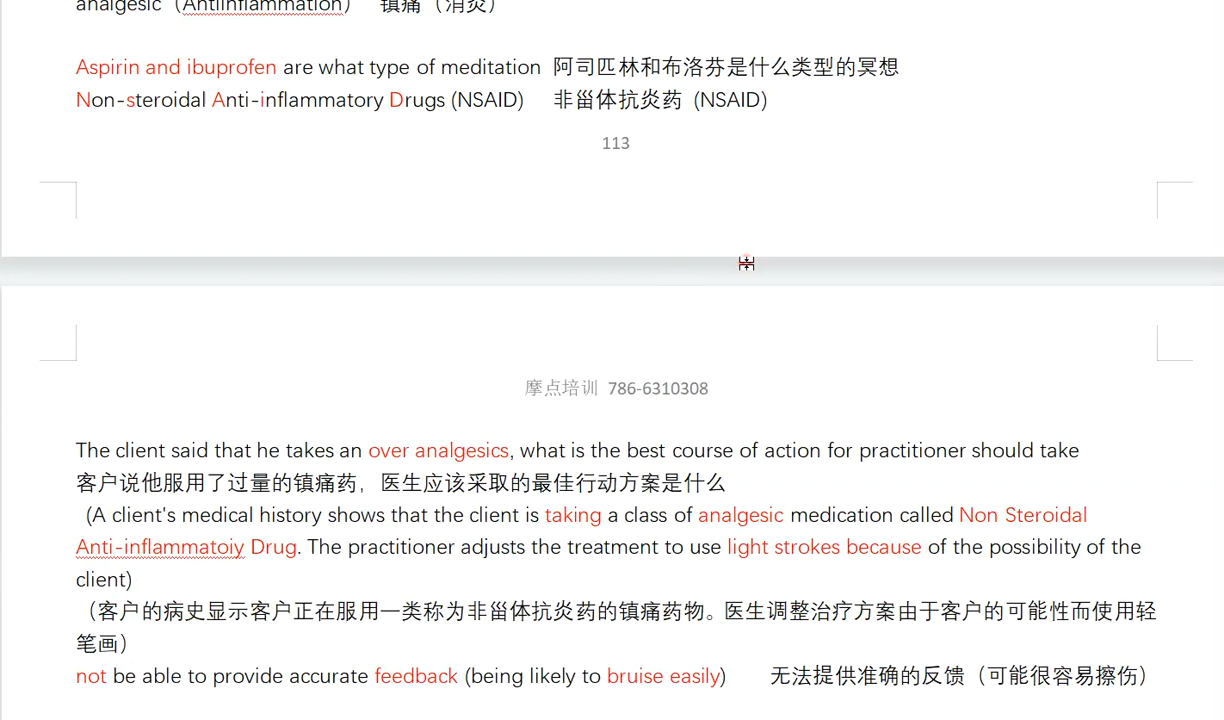 analgesic（Antiinflammation） 镇痛（消炎）
Aspirin and ibuprofen are what type of meditation 阿司匹林和布洛芬是什么类型的冥想
Non-steroidal Anti-inflammatory Drugs (NSAID) 非甾体抗炎药 (NSAID)
113
摩点培训 786-6310308
The client said that he takes an over analgesics, what is the best course of action for practitioner should take
客户说他服用了过量的镇痛药，医生应该采取的最佳行动方案是什么
(A client's medical history shows that the client is taking a class of analgesic medication called Non Steroidal
Anti-inflammatoiy Drug. The practitioner adjusts the treatment to use light strokes because of the possibility of the
client)
（客户的病史显示客户正在服用一类称为非甾体抗炎药的镇痛药物。医生调整治疗方案由于客户的可能性而使用轻
笔画）
not be able to provide accurate feedback (being likely to bruise easily) 无法提供准确的反馈（可能很容易擦伤）